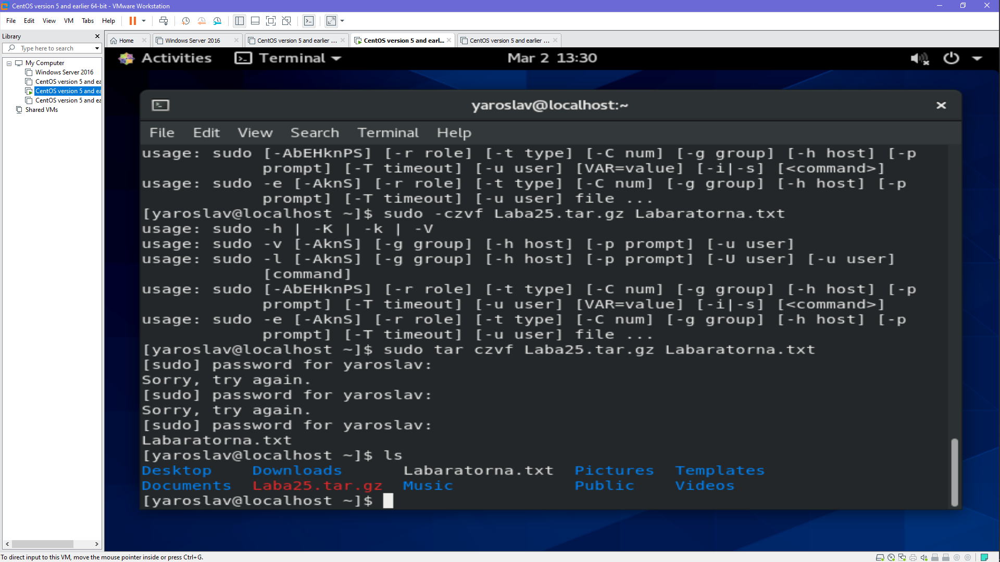 CentOS version 5 and earlier 64-bit - VMware Workstation
File Edit View VM Tabs Help
Library
Type here to search
My Computer
Windows Server 2016
CentOS version 5 and ea
CentOS version 5 and ea
CentOS version 5 and ea
Shared VMs
Home
Windows Server 2016
CentOS version 5 and earlier ...
CentOS version 5 and earl...
CentOS version 5 and earlier ...
Activities Terminal Mar 2 13:30
yaroslav@localhost:~
File Edit View Search Terminal Help
usage: sudo [-AbEHknPS] [-r role] [-t type] [-C num] [-g group] [-h host] [-p
prompt] [-T timeout] [-u user] [VAR=value] [-i|-s] [<command>]
usage: sudo -e [-AknS] [-r role] [-t type] [-C num] [-g group] [-h host] [-p
prompt] [-T timeout] [-u user] file ...
[yaroslav@localhost ~]$ sudo -czvf Laba25.tar.gz Labaratorna.txt
usage: sudo -h | -K | -k | -V
usage: sudo -v [-AknS] [-g group] [-h host] [-p prompt] [-u user]
usage: sudo -l [-AknS] [-g group] [-h host] [-p prompt] [-U user] [-u user]
[command]
usage: sudo [-AbEHknPS] [-r role] [-t type] [-C num] [-g group] [-h host] [-p
prompt] [-T timeout] [-u user] [VAR=value] [-i|-s] [<command>]
usage: sudo -e [-AknS] [-r role] [-t type] [-C num] [-g group] [-h host] [-p
prompt] [-T timeout] [-u user] file ...
[yaroslav@localhost ~]$ sudo tar czvf Laba25.tar.gz Labaratorna.txt
[sudo] password for yaroslav:
Sorry, try again.
[sudo] password for yaroslav:
Sorry, try again.
[sudo] password for yaroslav:
Labaratorna.txt
[yaroslav@localhost ~]$ ls
Desktop Downloads Labaratorna.txt Pictures Templates
Documents Laba25.tar.gz Music Public Videos
[yaroslav@localhost ~]$
To direct input to this VM, move the mouse pointer inside or press Ctrl+G.